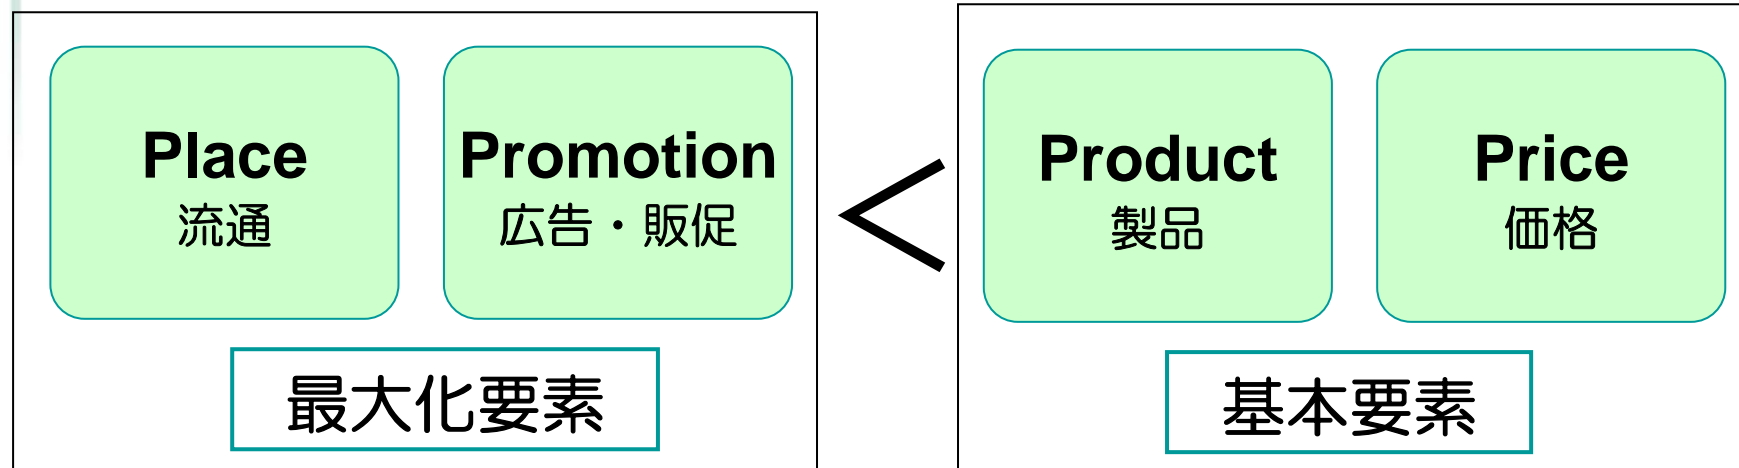 Place
流通
Promotion
広告・販促
最大化要素
<
Product
製品
Price
価格
基本要素